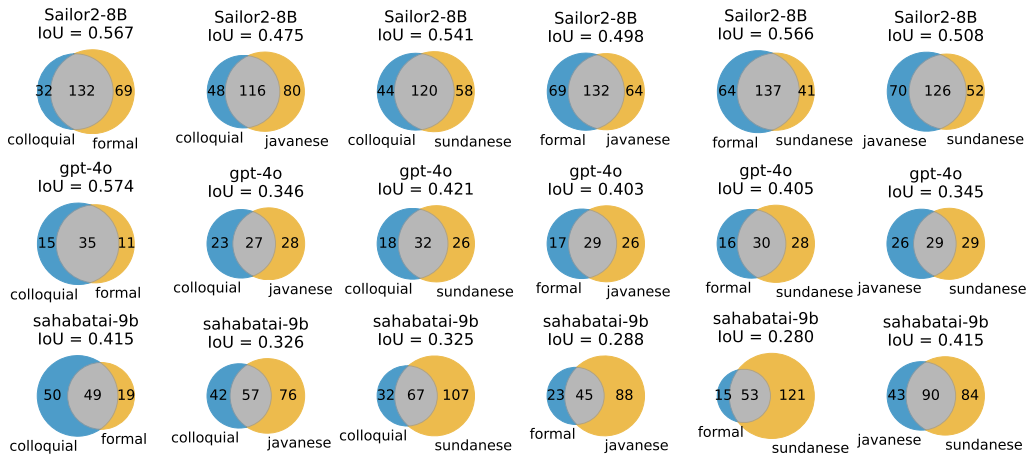 Sailor2-8B
IoU = 0.567
32 132 69
colloquial formal
Sailor2-8B
IoU = 0.475
48 116 80
colloquial javanese
Sailor2-8B
IoU = 0.541
44 120 58
colloquial sundanese
Sailor2-8B
IoU = 0.498
69 132 64
formal javanese
Sailor2-8B
IoU = 0.566
64 137 41
formal sundanese
Sailor2-8B
IoU = 0.508
70 126 52
javanese sundanese
gpt-4o
IoU = 0.574
15 35 11
colloquial formal
gpt-4o
IoU = 0.346
23 27 28
colloquial javanese
gpt-4o
IoU = 0.421
18 32 26
colloquial sundanese
gpt-4o
IoU = 0.403
17 29 26
formal javanese
gpt-4o
IoU = 0.405
16 30 28
formal sundanese
gpt-4o
IoU = 0.345
26 29 29
javanese sundanese
sahabatai-9b
IoU = 0.415
50 49 19
colloquial formal
sahabatai-9b
IoU = 0.326
42 57 76
colloquial javanese
sahabatai-9b
IoU = 0.325
32 67 107
colloquial sundanese
sahabatai-9b
IoU = 0.288
23 45 88
formal javanese
sahabatai-9b
IoU = 0.280
15 53 121
formal sundanese
sahabatai-9b
IoU = 0.415
43 90 84
javanese sundanese